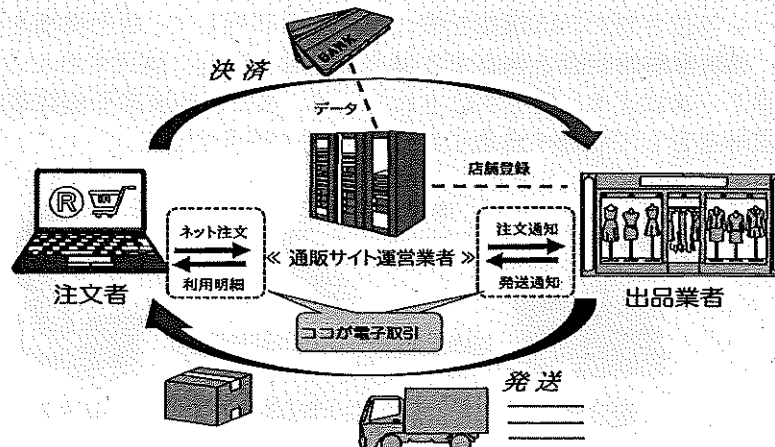 BANK
決済
データ
店舗登録
Ⓡ
ネット注文
注文通知
≪ 通販サイト運営業者 ≫
利用明細
発送通知
注文者
出品業者
ココが電子取引
発送